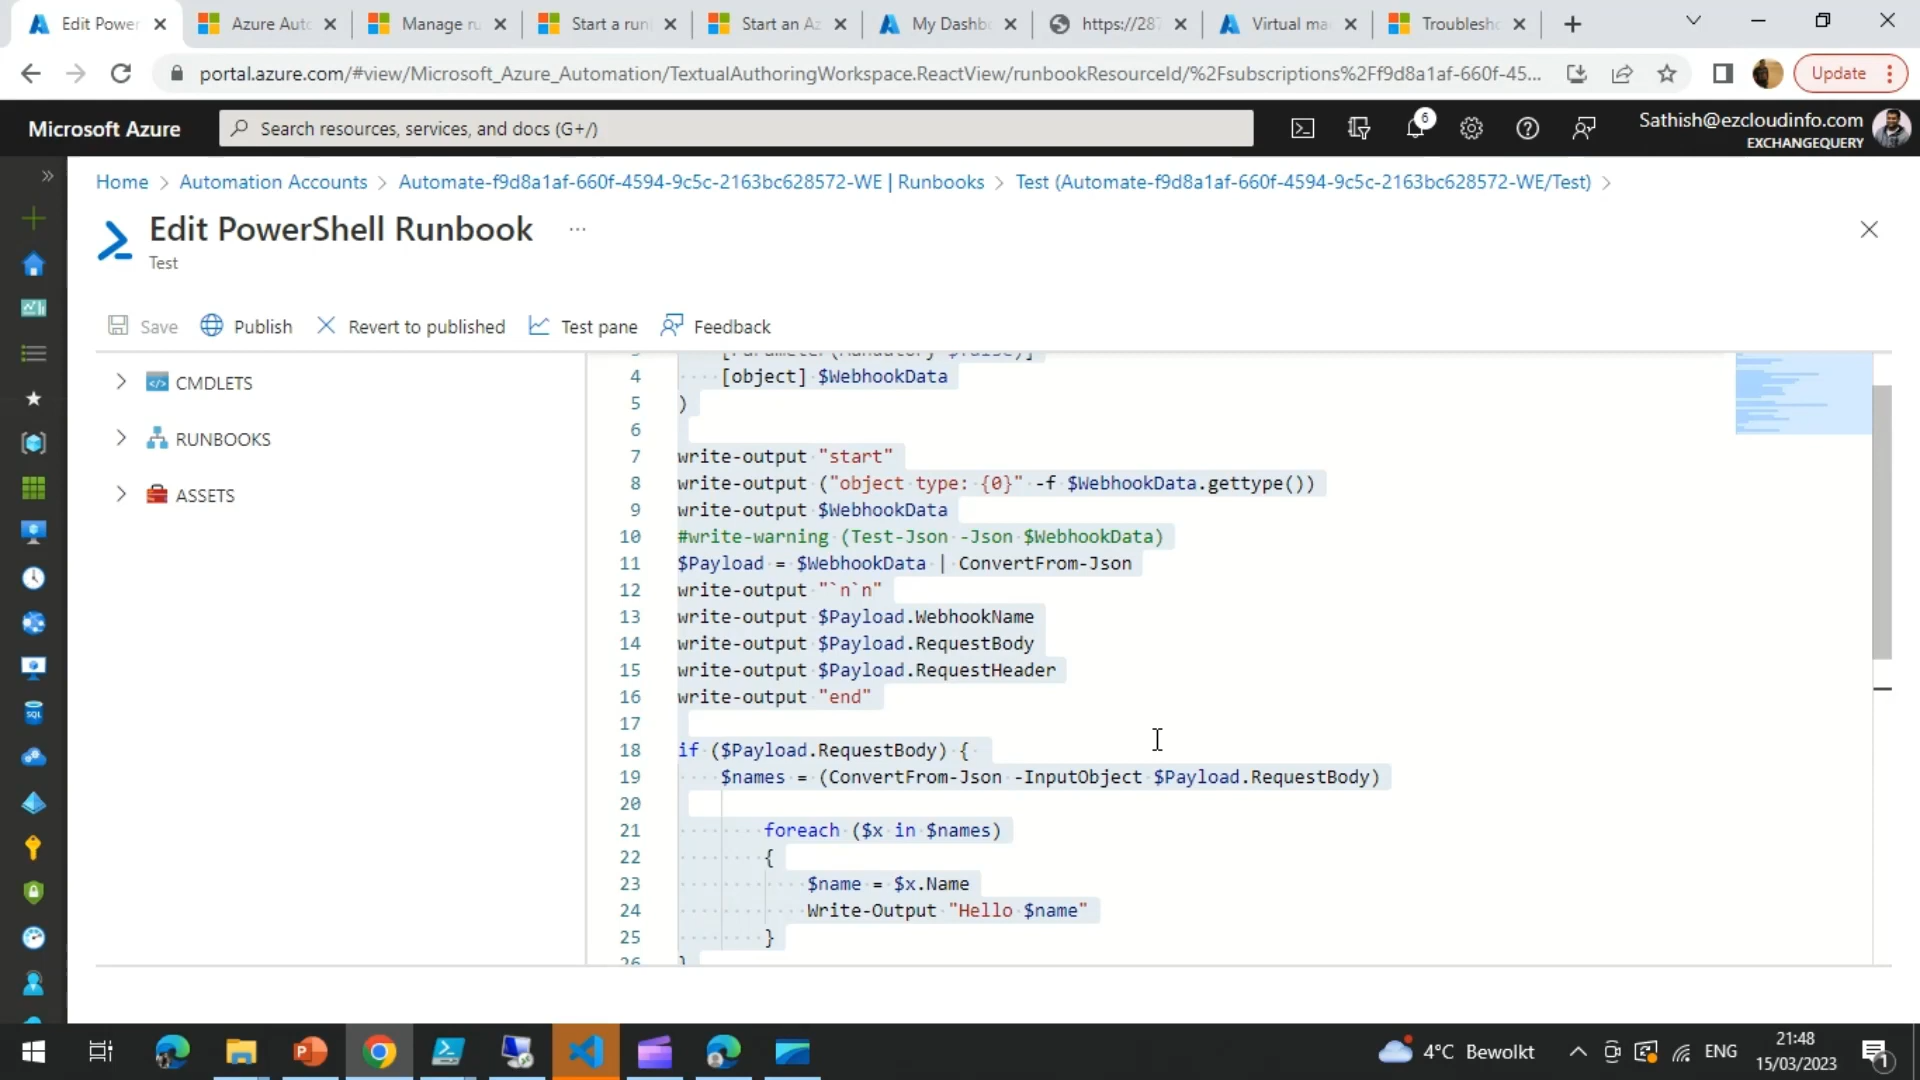 Edit Power
Azure Aut
Manage ru
Start a run
Start an Az
My Dashb
https://287
Virtual ma
Troublesh
portal.azure.com/#view/Microsoft_Azure_Automation/TextualAuthoringWorkspace.ReactView/runbookResourceId/%2Fsubscriptions%2Ff9d8a1af-660f-45...
Update
Microsoft Azure
Search resources, services, and docs (G+/)
6
Sathish@ezcloudinfo.com
EXCHANGEQUERY
Home > Automation Accounts > Automate-f9d8a1af-660f-4594-9c5c-2163bc628572-WE | Runbooks > Test (Automate-f9d8a1af-660f-4594-9c5c-2163bc628572-WE/Test) >
Edit PowerShell Runbook ...
Test
Save
Publish
Revert to published
Test pane
Feedback
CMDLETS
RUNBOOKS
ASSETS
4 [object] $WebhookData
5 )
6
7 write-output "start"
8 write-output ("object type: {0}" -f $WebhookData.gettype())
9 write-output $WebhookData
10 #write-warning (Test-Json -Json $WebhookData)
11 $Payload = $WebhookData | ConvertFrom-Json
12 write-output "`n`n"
13 write-output $Payload.WebhookName
14 write-output $Payload.RequestBody
15 write-output $Payload.RequestHeader
16 write-output "end"
17
18 if ($Payload.RequestBody) {
19 $names = (ConvertFrom-Json -InputObject $Payload.RequestBody)
20
21 foreach ($x in $names)
22 {
23 $name = $x.Name
24 Write-Output "Hello $name"
25 }
26 }
SQL
4°C Bewolkt
ENG
21:48
15/03/2023
1